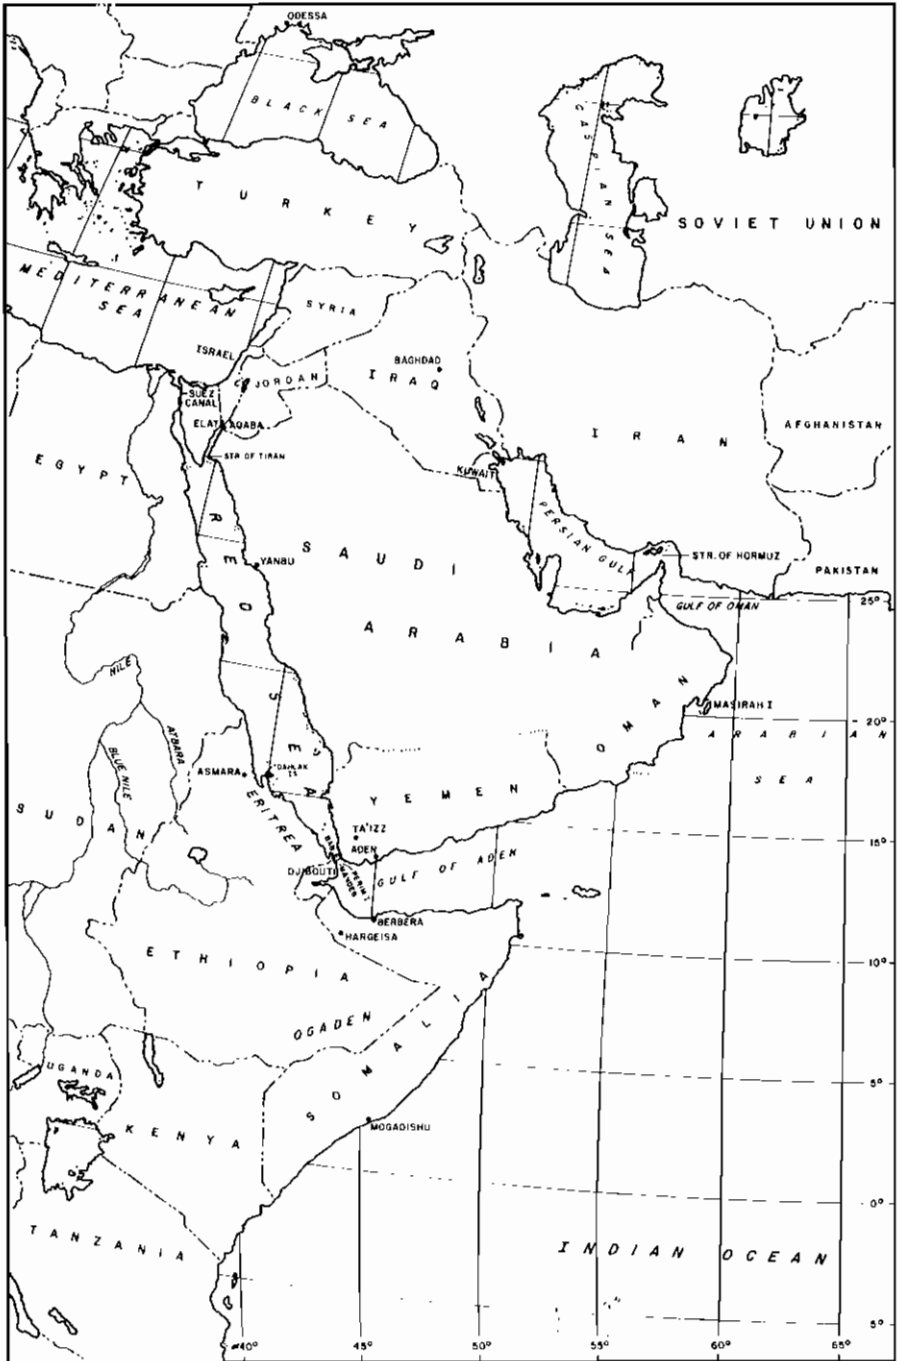 ODESSA
BLACK SEA
CASPIAN SEA
TURKEY
SOVIET UNION
MEDITERRANEAN
SEA
SYRIA
ISRAEL
JORDAN
BAGHDAD
IRAQ
SUEZ
CANAL
ELAT
AQABA
AFGHANISTAN
IRAN
STR. OF TIRAN
EGYPT
KUWAIT
PERSIAN GULF
RED SEA
YANBU
SAUDI
STR. OF HORMUZ
PAKISTAN
25°
GULF OF OMAN
ARABIA
NILE
MASIRAH I
20°
OMAN
ARABIAN
SEA
ATBARA
BLUE NILE
ASMARA
DAHLAK
IS
YEMEN
ERITREA
SUDAN
TA'IZZ
ADEN
15°
GULF OF ADEN
DJIBOUTI
PERIM I
BERBERA
HARGEISA
ETHIOPIA
10°
OGADEN
SOMALIA
UGANDA
5°
KENYA
MOGADISHU
0°
TANZANIA
INDIAN OCEAN
5°
40° 45° 50° 55° 60° 65°